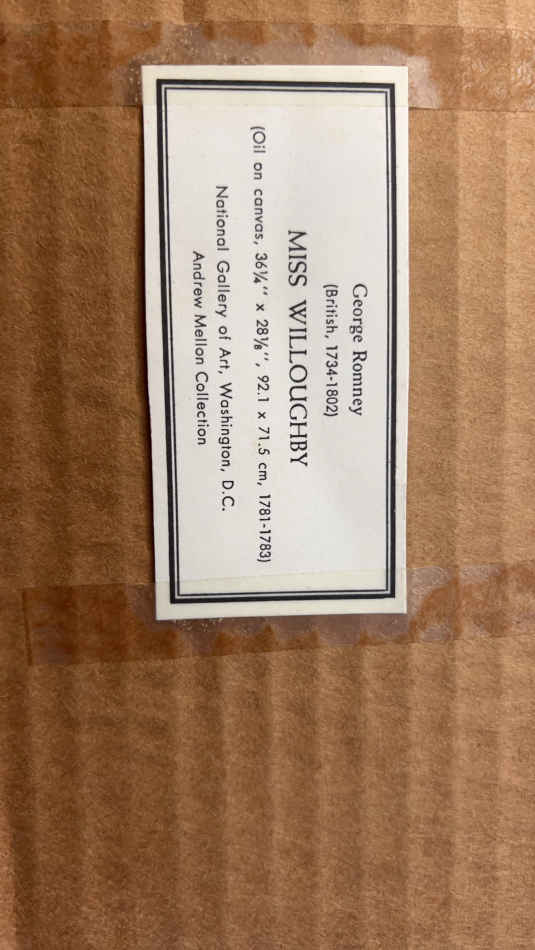 George Romney
(British, 1734-1802)
MISS WILLOUGHBY
(Oil on canvas, 36¼″ x 28⅛″, 92.1 x 71.5 cm, 1781-1783)
National Gallery of Art, Washington, D.C.
Andrew Mellon Collection